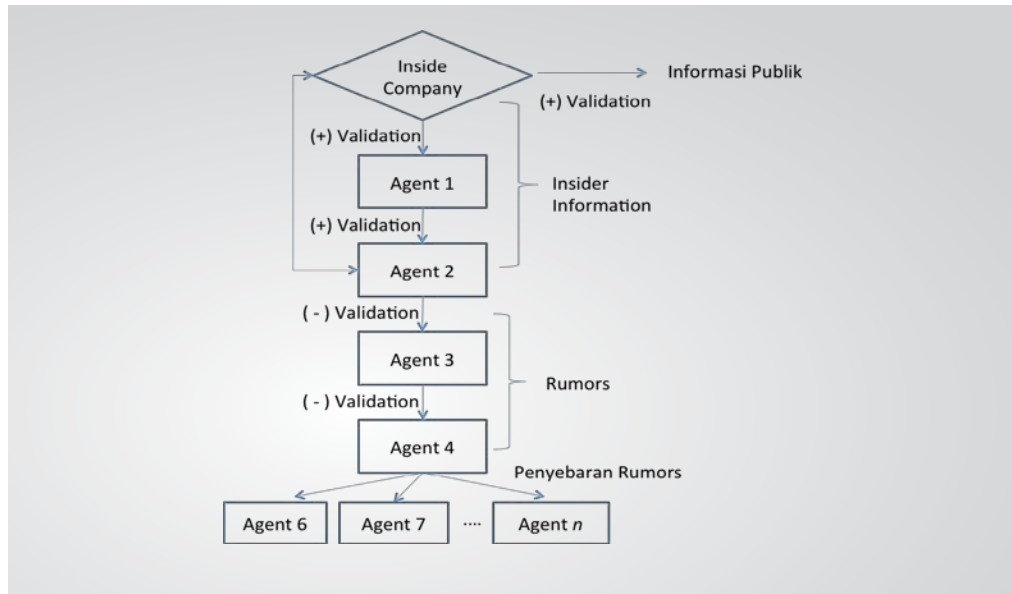 Inside
Company
Informasi Publik
(+) Validation
(+) Validation
Agent 1
Insider
Information
(+) Validation
Agent 2
( - ) Validation
Agent 3
Rumors
( - ) Validation
Agent 4
Penyebaran Rumors
Agent 6
Agent 7
....
Agent n